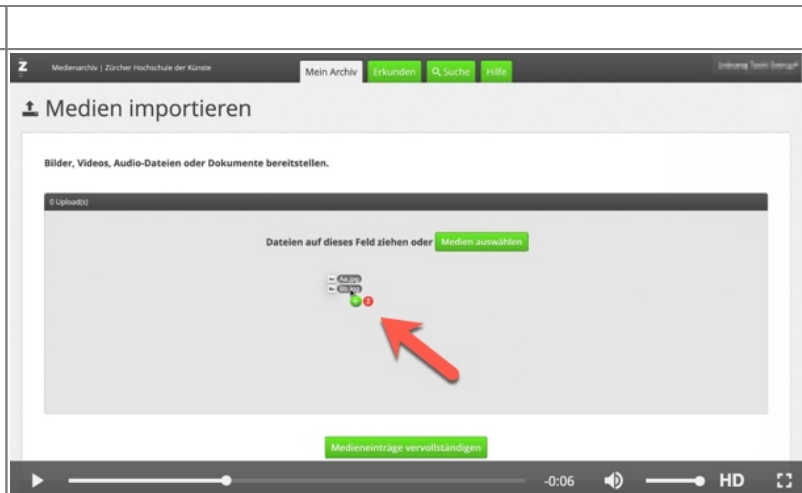 Z
Medienarchiv | Zürcher Hochschule der Künste
Mein Archiv
Erkunden
Suche
Hilfe
Medien importieren
Bilder, Videos, Audio-Dateien oder Dokumente bereitstellen.
0 Upload(s)
Dateien auf dieses Feld ziehen oder Medien auswählen
Aa.jpg
Bb.jpg
2
Medieneinträge vervollständigen
-0:06 HD